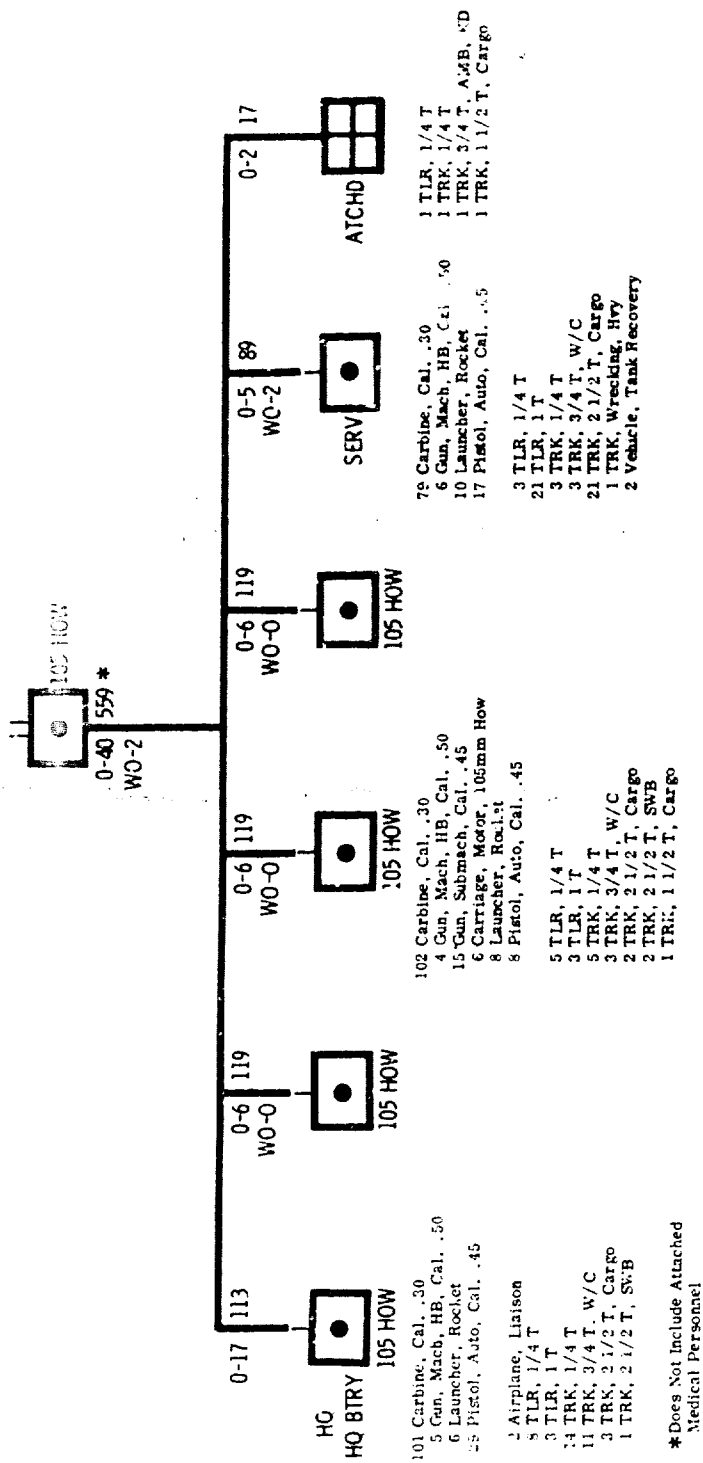 105 HOW
0-40 559 *
WO-2
0-17 113
HQ BTRY
105 HOW
101 Carbine, Cal. .30
5 Gun, Mach, HB, Cal. .50
6 Launcher, Rocket
Pistol, Auto, Cal. .45
2 Airplane, Liaison
8 TLR, 1/4 T
3 TLR, 1T
14 TRK, 1/4 T
11 TRK, 3/4 T, W/C
3 TRK, 2 1/2 T, Cargo
1 TRK, 2 1/2 T, SWB
0-6 119
WO-0
105 HOW
0-6 119
WO-0
105 HOW
102 Carbine, Cal. .30
4 Gun, Mach, HB, Cal. .50
15 Gun, Submach, Cal. .45
6 Carriage, Motor, 105mm How
8 Launcher, Rocket
8 Pistol, Auto, Cal. .45
5 TLR, 1/4 T
3 TLR, 1T
5 TRK, 1/4 T
3 TRK, 3/4 T, W/C
2 TRK, 2 1/2 T, Cargo
2 TRK, 2 1/2 T, SWB
1 TRK, 1 1/2 T, Cargo
0-6 119
WO-0
105 HOW
0-5 89
WO-2
SERV
79 Carbine, Cal. .30
6 Gun, Mach, HB, Cal. .50
10 Launcher, Rocket
17 Pistol, Auto, Cal. .45
3 TLR, 1/4 T
21 TLR, 1T
3 TRK, 1/4 T
3 TRK, 3/4 T, W/C
21 TRK, 2 1/2 T, Cargo
1 TRK, Wrecking, Hvy
2 Vehicle, Tank Recovery
0-2 17
ATCHD
1 TLR, 1/4 T
1 TRK, 1/4 T
1 TRK, 3/4 T, AMB,
1 TRK, 1 1/2 T, Cargo
*Does Not Include Attached
Medical Personnel